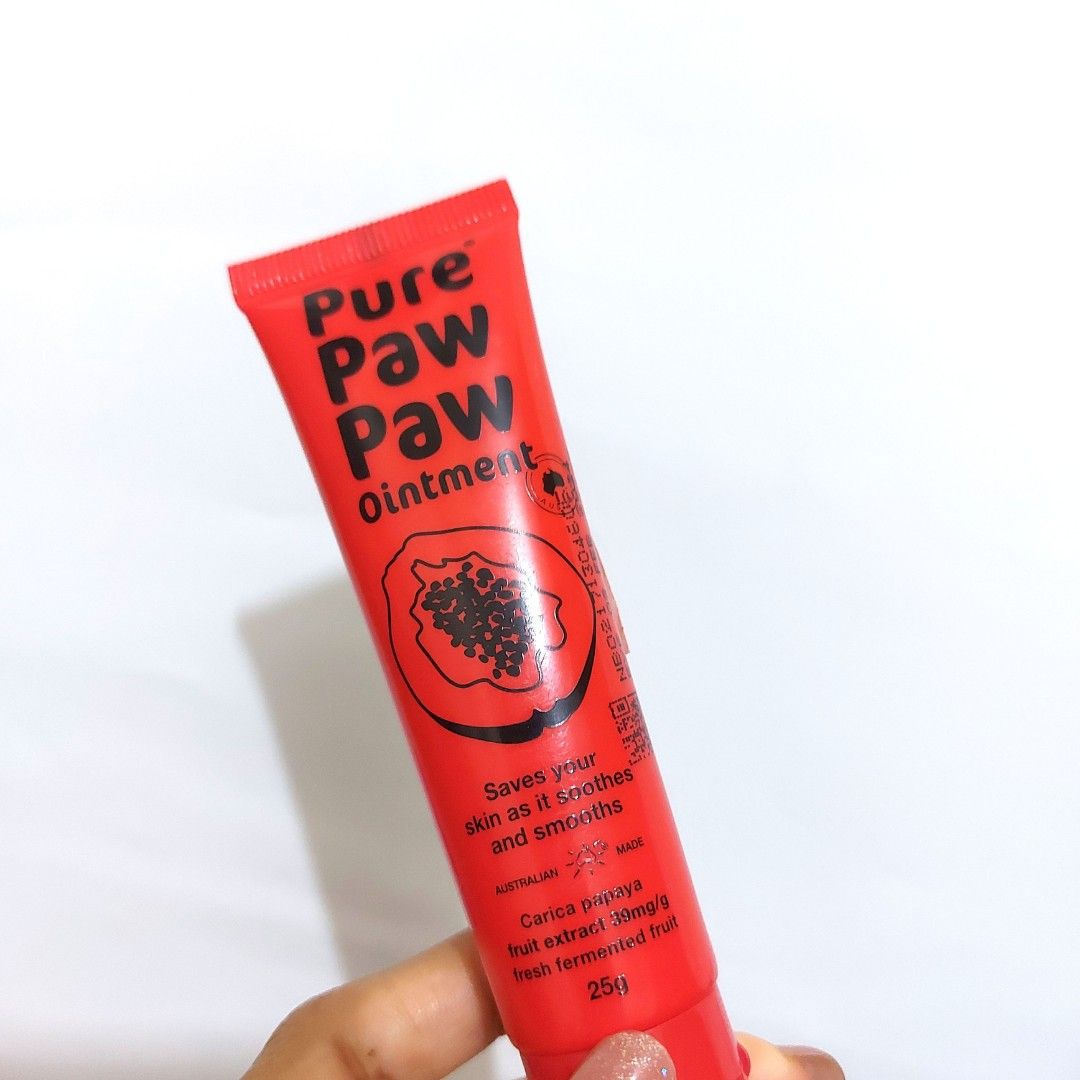 Pure
Paw
Paw
Ointment
Saves your
skin as it soothes
and smooths
AUSTRALIAN MADE
Carica papaya
fruit extract 39mg/g
fresh fermented fruit
25g